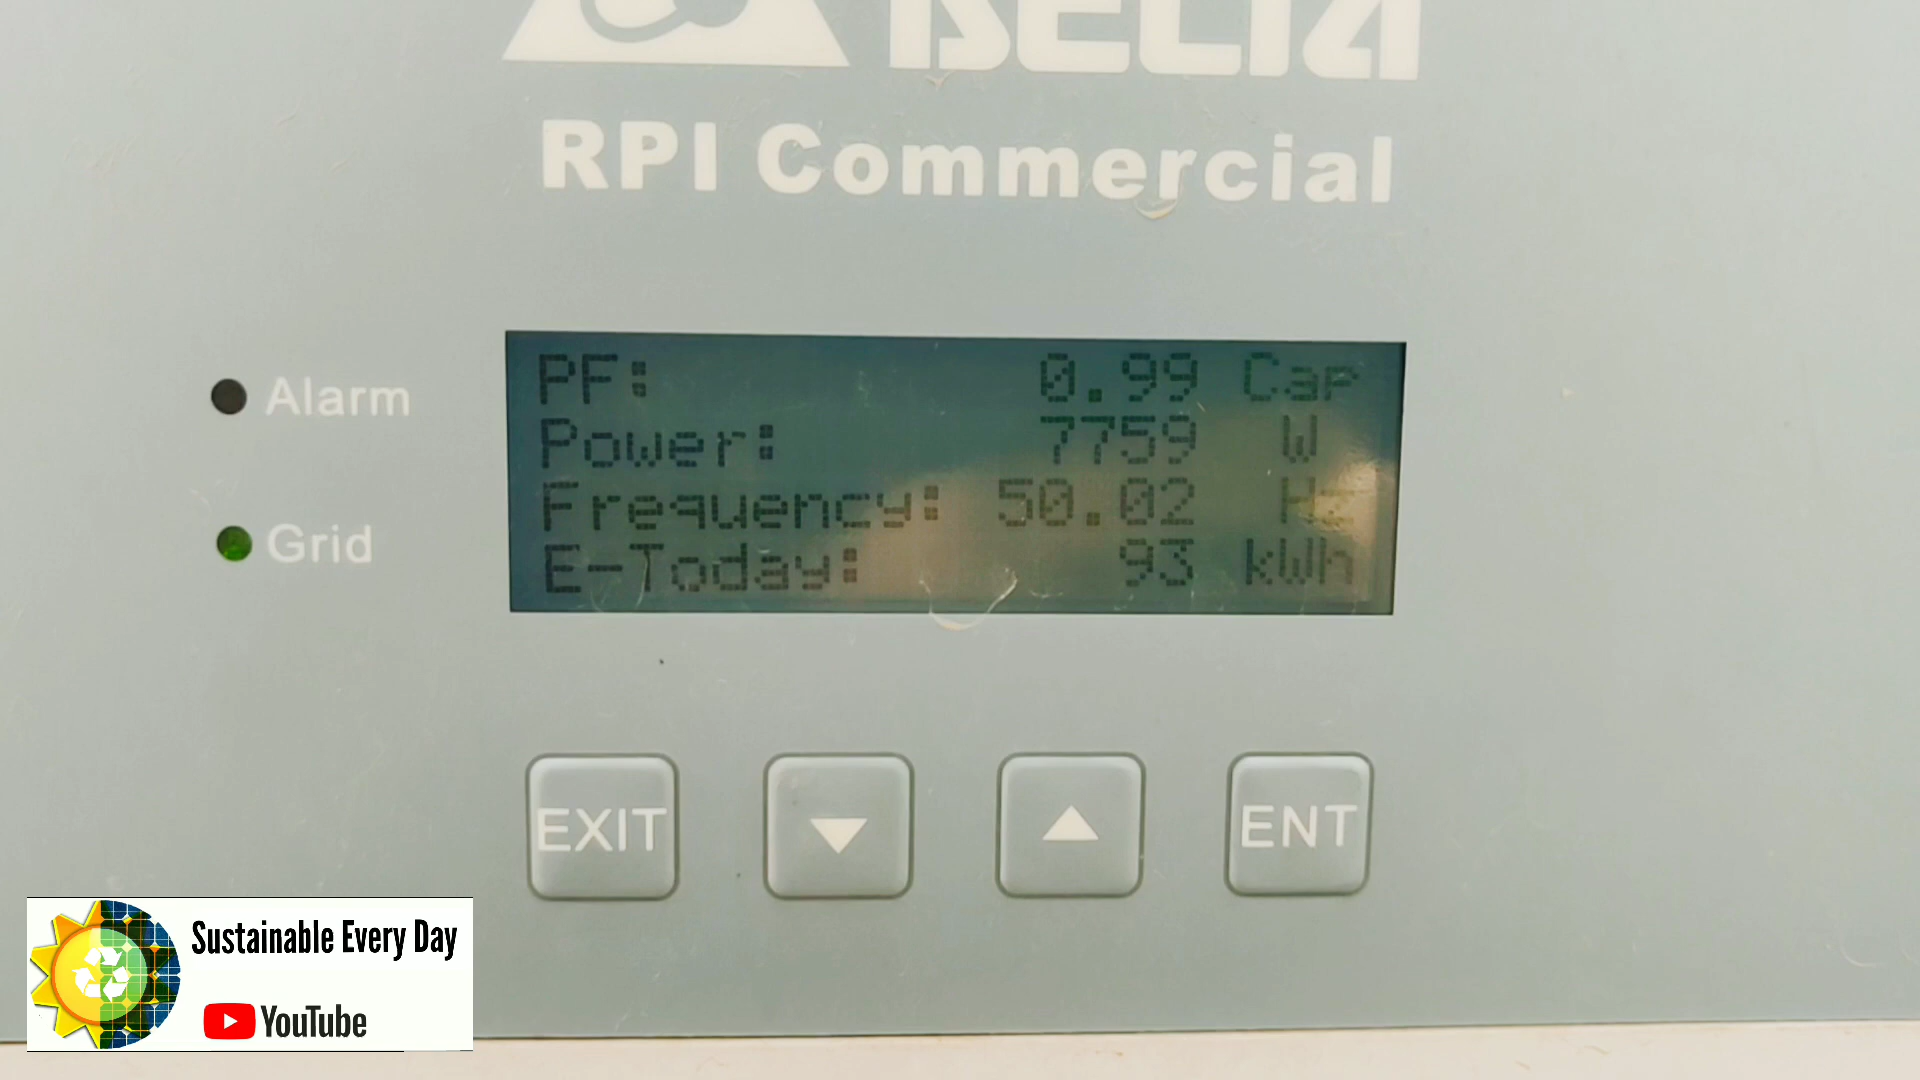 DELTA
RPI Commercial
Alarm
Grid
PF: 0.99 Cap
Power: 7759 W
Frequency: 50.02 Hz
E-Today: 93 kWh
EXIT
ENT
Sustainable Every Day
YouTube